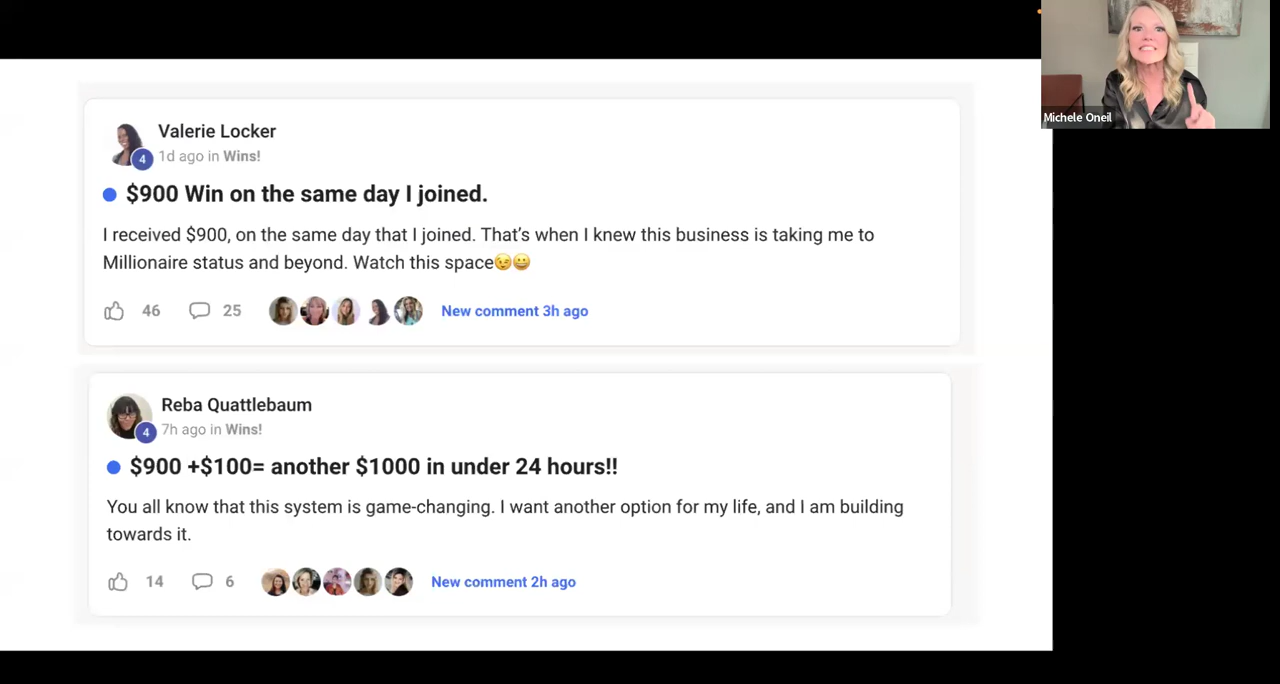 Michele Oneil
Valerie Locker
4
1d ago in Wins!
$900 Win on the same day I joined.
I received $900, on the same day that I joined. That’s when I knew this business is taking me to
Millionaire status and beyond. Watch this space😉😀
46 25 New comment 3h ago
Reba Quattlebaum
4
7h ago in Wins!
$900 +$100= another $1000 in under 24 hours!!
You all know that this system is game-changing. I want another option for my life, and I am building
towards it.
14 6 New comment 2h ago